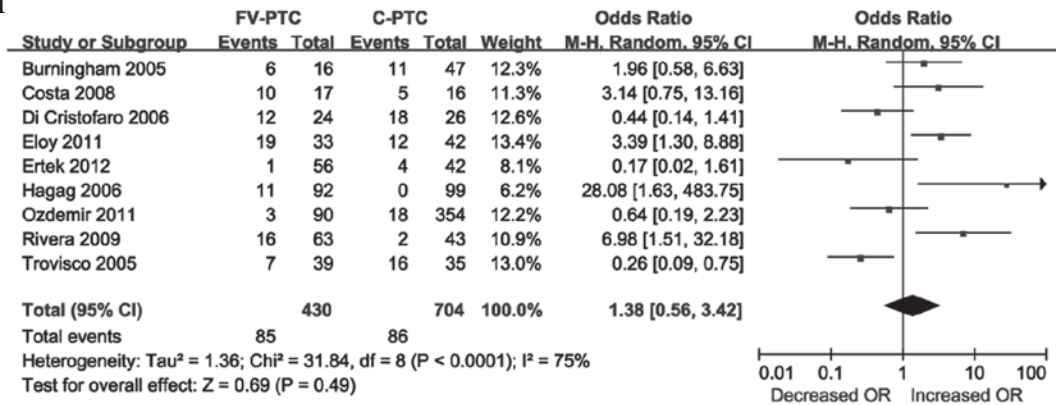 FV-PTC C-PTC Odds Ratio Odds Ratio
Study or Subgroup Events Total Events Total Weight M-H, Random, 95% CI M-H, Random, 95% CI
Burningham 2005 6 16 11 47 12.3% 1.96 [0.58, 6.63]
Costa 2008 10 17 5 16 11.3% 3.14 [0.75, 13.16]
Di Cristofaro 2006 12 24 18 26 12.6% 0.44 [0.14, 1.41]
Eloy 2011 19 33 12 42 12.4% 3.39 [1.30, 8.88]
Ertek 2012 1 56 4 42 8.1% 0.17 [0.02, 1.61]
Hagag 2006 11 92 0 99 6.2% 28.08 [1.63, 483.75]
Ozdemir 2011 3 90 18 354 12.2% 0.64 [0.19, 2.23]
Rivera 2009 16 63 2 43 10.9% 6.98 [1.51, 32.18]
Trovisco 2005 7 39 16 35 13.0% 0.26 [0.09, 0.75]
Total (95% CI) 430 704 100.0% 1.38 [0.56, 3.42]
Total events 85 86
Heterogeneity: Tau² = 1.36; Chi² = 31.84, df = 8 (P < 0.0001); I² = 75%
Test for overall effect: Z = 0.69 (P = 0.49)
0.01 0.1 1 10 100
Decreased OR Increased OR